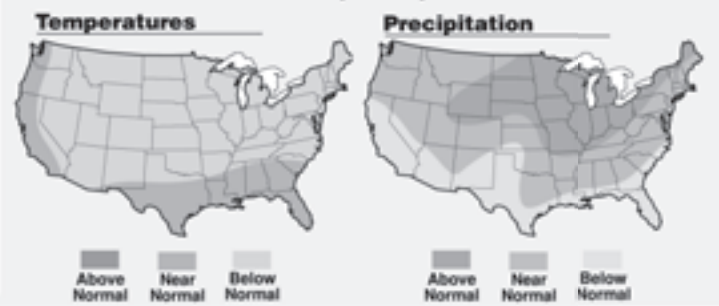 Temperatures
Precipitation
Above Normal
Near Normal
Below Normal
Above Normal
Near Normal
Below Normal